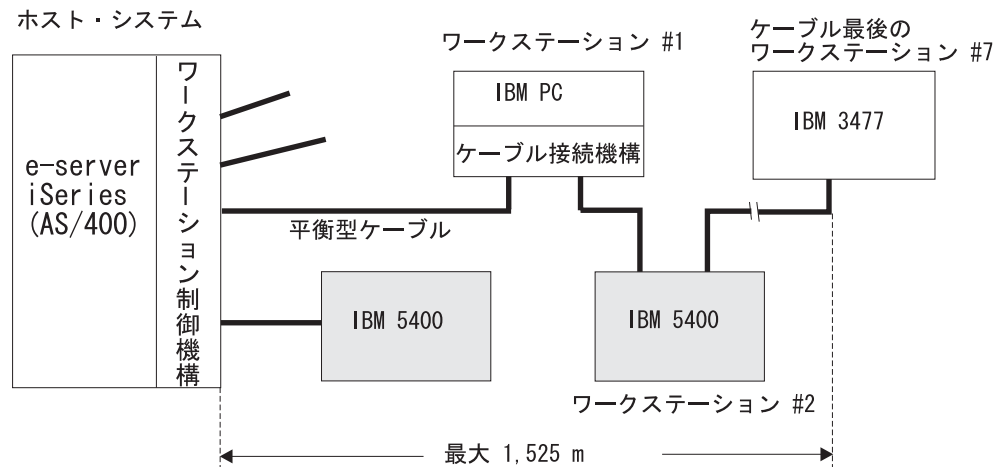 ホスト・システム
e-server
iSeries
(AS/400)
ワークステーション制御機構
ワークステーション #1
IBM PC
ケーブル接続機構
ケーブル最後の
ワークステーション #7
IBM 3477
平衡型ケーブル
IBM 5400
IBM 5400
ワークステーション #2
最大 1,525 m